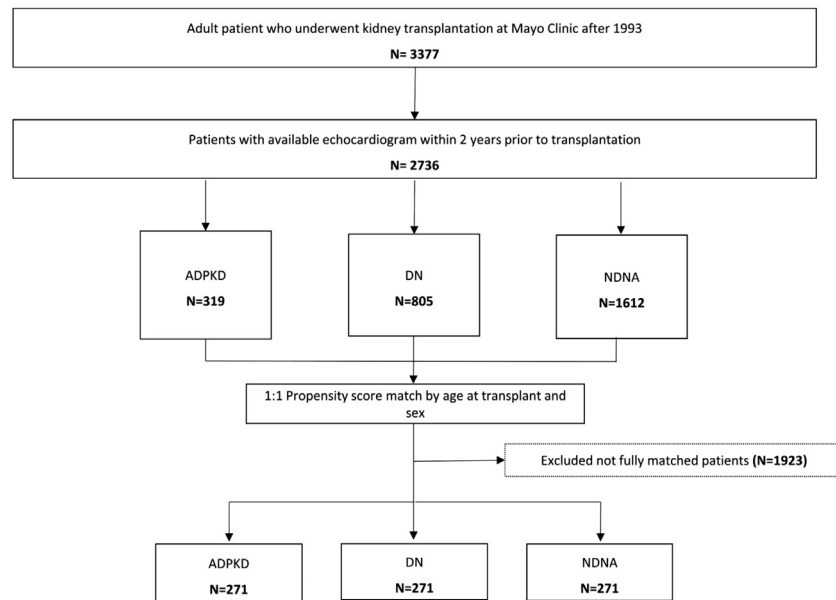 Adult patient who underwent kidney transplantation at Mayo Clinic after 1993
N= 3377
Patients with available echocardiogram within 2 years prior to transplantation
N= 2736
ADPKD
N=319
DN
N=805
NDNA
N=1612
1:1 Propensity score match by age at transplant and
sex
Excluded not fully matched patients (N=1923)
ADPKD
N=271
DN
N=271
NDNA
N=271